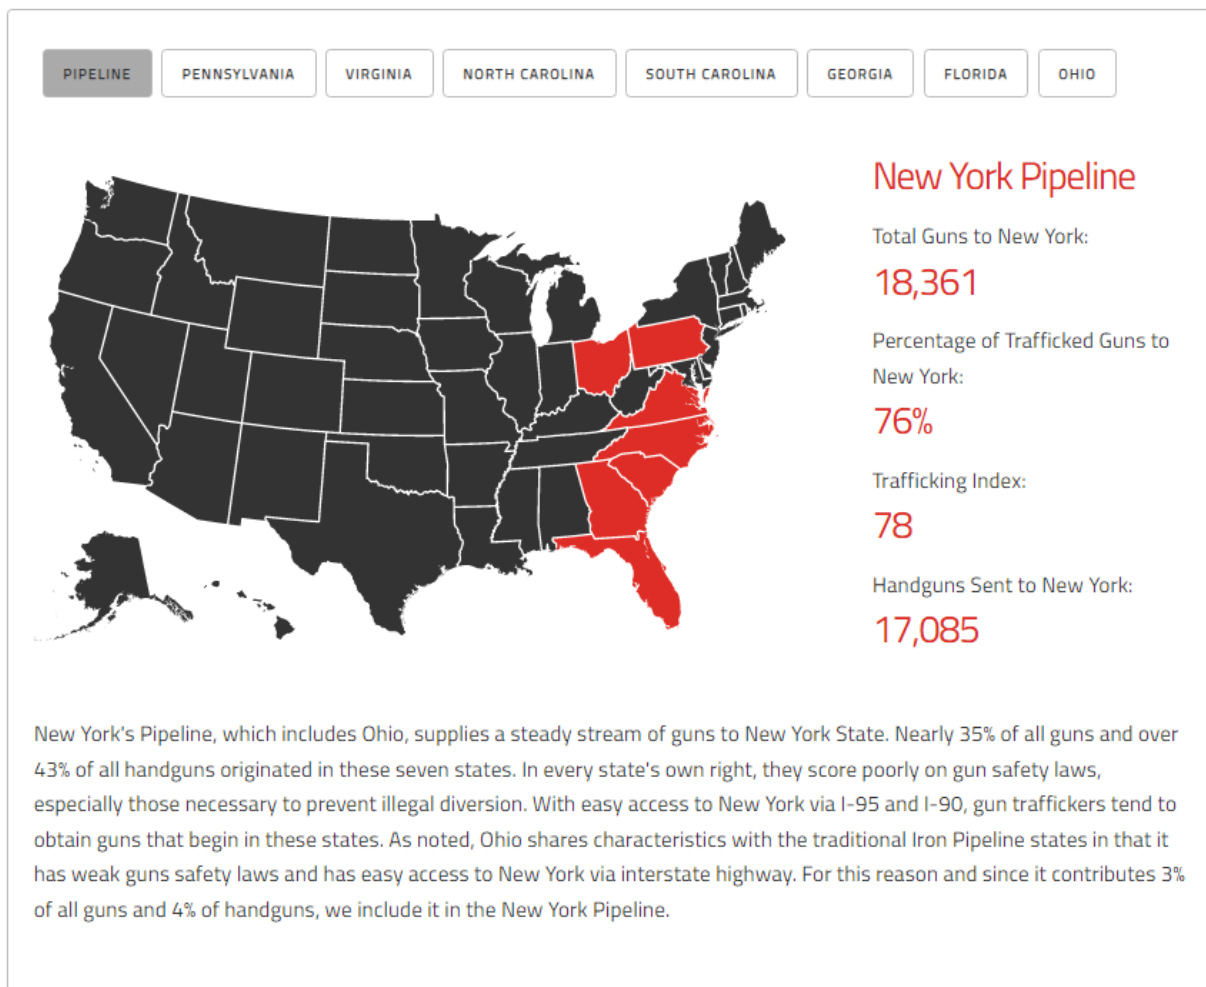 PIPELINE PENNSYLVANIA VIRGINIA NORTH CAROLINA SOUTH CAROLINA GEORGIA FLORIDA OHIO
New York Pipeline
Total Guns to New York:
18,361
Percentage of Trafficked Guns to
New York:
76%
Trafficking Index:
78
Handguns Sent to New York:
17,085
New York's Pipeline, which includes Ohio, supplies a steady stream of guns to New York State. Nearly 35% of all guns and over
43% of all handguns originated in these seven states. In every state's own right, they score poorly on gun safety laws,
especially those necessary to prevent illegal diversion. With easy access to New York via I-95 and I-90, gun traffickers tend to
obtain guns that begin in these states. As noted, Ohio shares characteristics with the traditional Iron Pipeline states in that it
has weak guns safety laws and has easy access to New York via interstate highway. For this reason and since it contributes 3%
of all guns and 4% of handguns, we include it in the New York Pipeline.